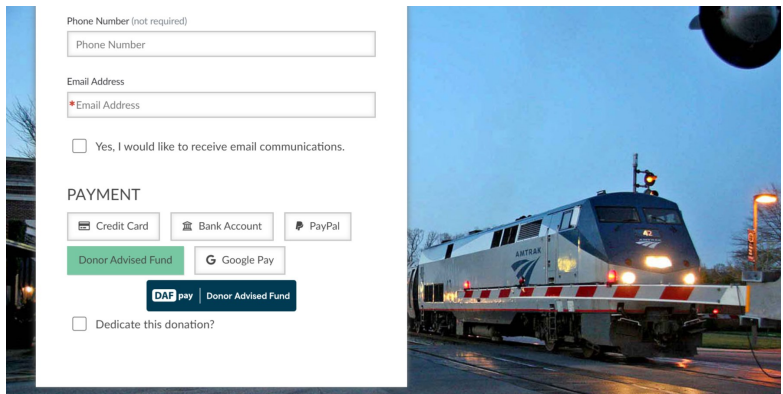 Phone Number (not required)
Phone Number
Email Address
*Email Address
Yes, I would like to receive email communications.
PAYMENT
Credit Card
Bank Account
PayPal
Donor Advised Fund
G Google Pay
DAF pay | Donor Advised Fund
Dedicate this donation?
42
AMTRAK